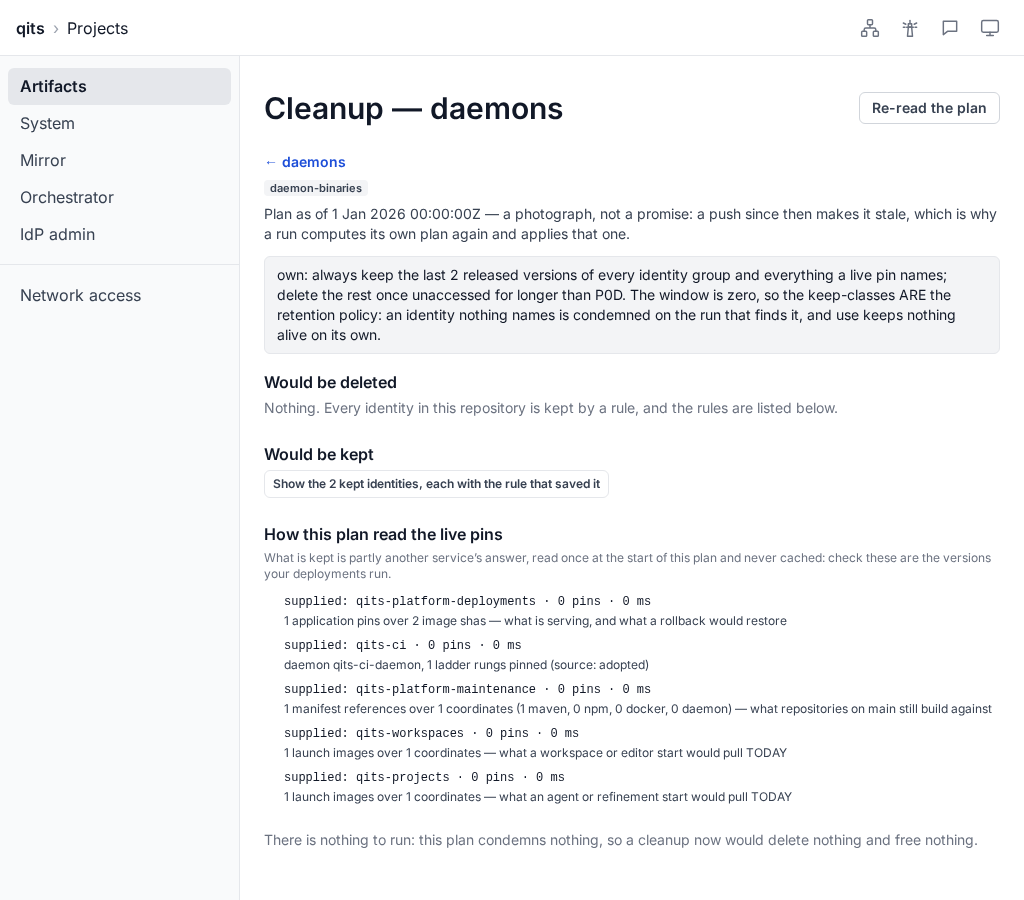 qits › Projects
Artifacts
System
Mirror
Orchestrator
IdP admin
Network access
Cleanup — daemons
Re-read the plan
← daemons
daemon-binaries
Plan as of 1 Jan 2026 00:00:00Z — a photograph, not a promise: a push since then makes it stale, which is why
a run computes its own plan again and applies that one.
own: always keep the last 2 released versions of every identity group and everything a live pin names;
delete the rest once unaccessed for longer than P0D. The window is zero, so the keep-classes ARE the
retention policy: an identity nothing names is condemned on the run that finds it, and use keeps nothing
alive on its own.
Would be deleted
Nothing. Every identity in this repository is kept by a rule, and the rules are listed below.
Would be kept
Show the 2 kept identities, each with the rule that saved it
How this plan read the live pins
What is kept is partly another service’s answer, read once at the start of this plan and never cached: check these are the versions
your deployments run.
supplied: qits-platform-deployments · 0 pins · 0 ms
1 application pins over 2 image shas — what is serving, and what a rollback would restore
supplied: qits-ci · 0 pins · 0 ms
daemon qits-ci-daemon, 1 ladder rungs pinned (source: adopted)
supplied: qits-platform-maintenance · 0 pins · 0 ms
1 manifest references over 1 coordinates (1 maven, 0 npm, 0 docker, 0 daemon) — what repositories on main still build against
supplied: qits-workspaces · 0 pins · 0 ms
1 launch images over 1 coordinates — what a workspace or editor start would pull TODAY
supplied: qits-projects · 0 pins · 0 ms
1 launch images over 1 coordinates — what an agent or refinement start would pull TODAY
There is nothing to run: this plan condemns nothing, so a cleanup now would delete nothing and free nothing.